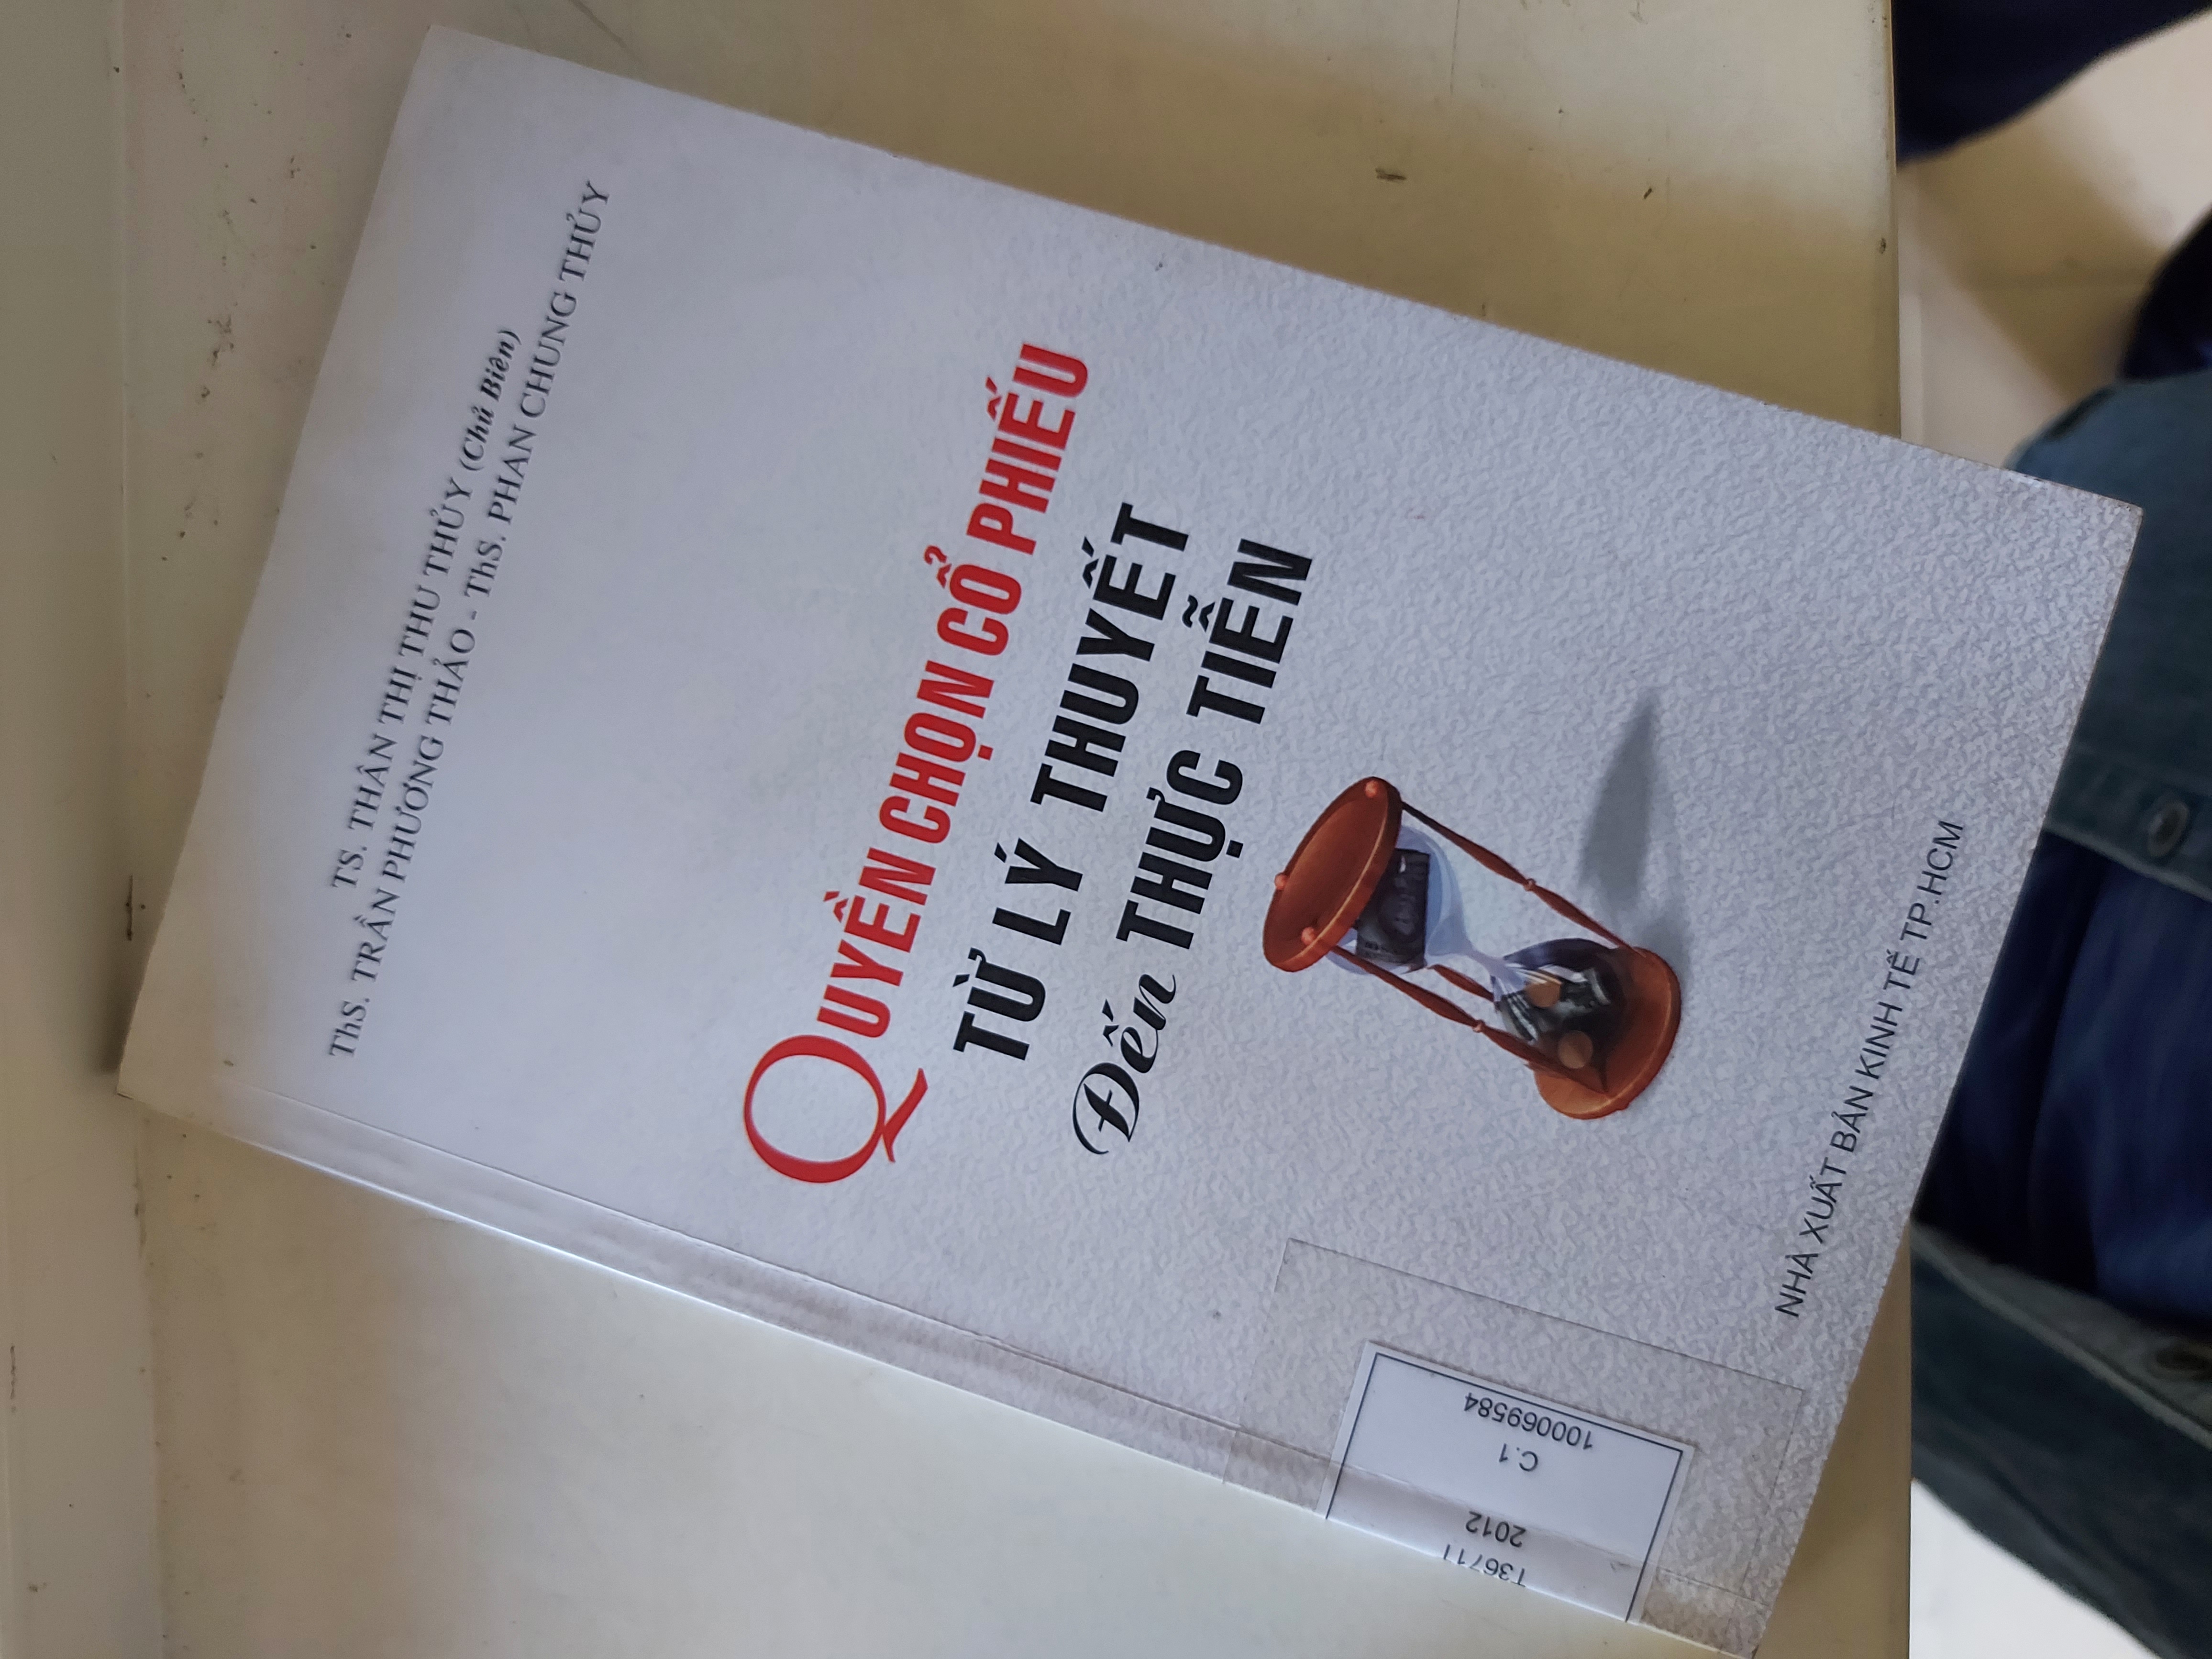 TS. THÂN THỊ THU THỦY (Chủ Biên)
ThS. TRẦN PHƯƠNG THẢO - ThS. PHAN CHUNG THỦY
QUYỀN CHỌN CỔ PHIẾU
TỪ LÝ THUYẾT
Đến THỰC TIỄN
T36711
2012
C.1
100069584
NHÀ XUẤT BẢN KINH TẾ TP.HCM